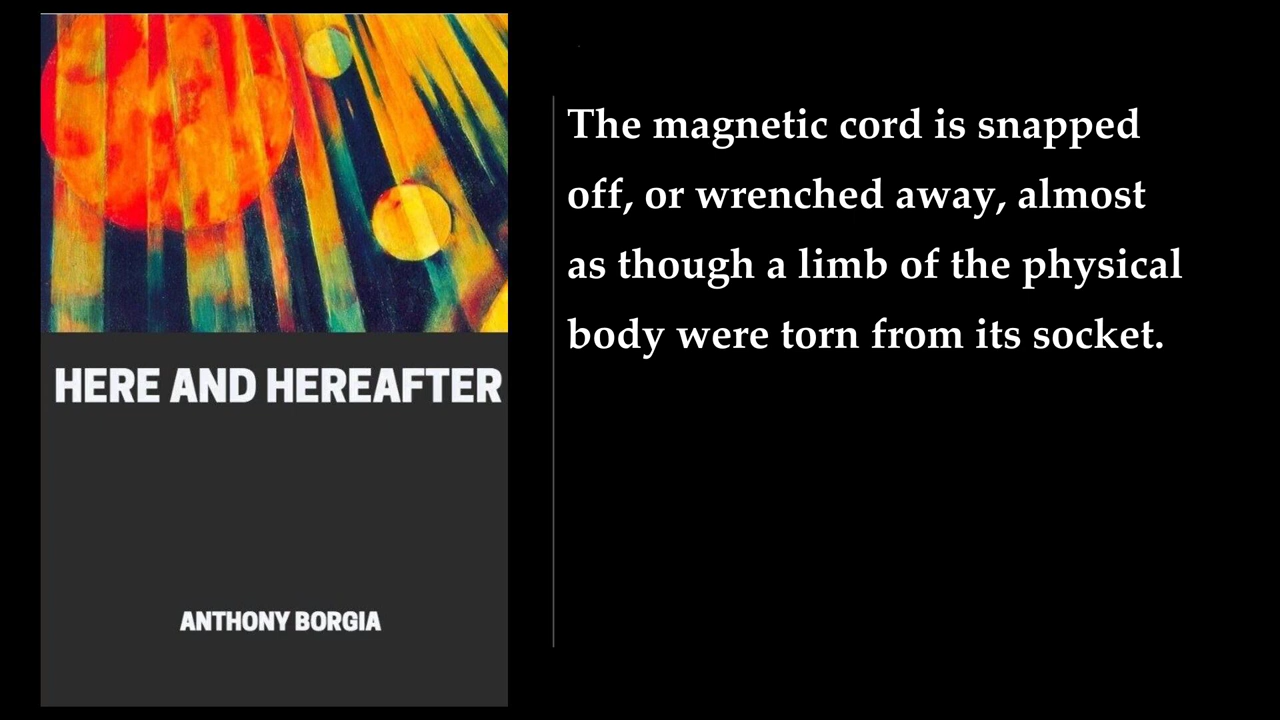 HERE AND HEREAFTER
ANTHONY BORGIA
The magnetic cord is snapped
off, or wrenched away, almost
as though a limb of the physical
body were torn from its socket.